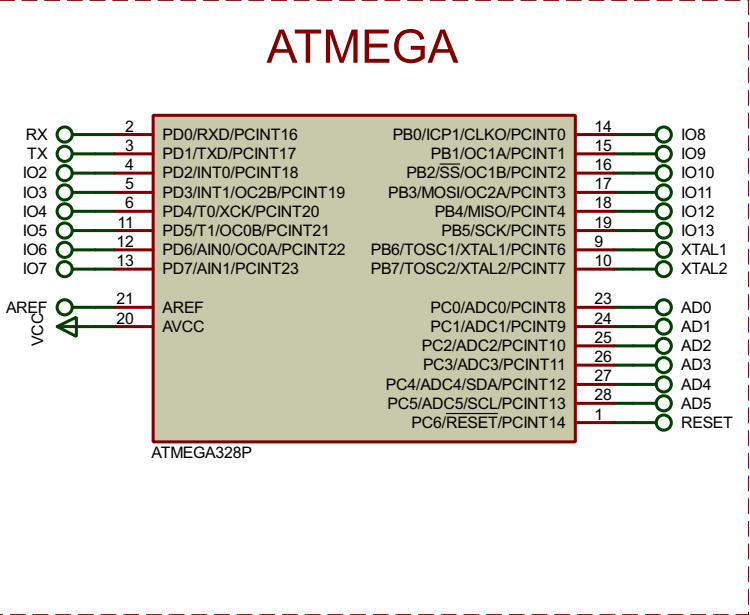 ATMEGA
RX 2 PD0/RXD/PCINT16 PB0/ICP1/CLKO/PCINT0 14 IO8
TX 3 PD1/TXD/PCINT17 PB1/OC1A/PCINT1 15 IO9
IO2 4 PD2/INT0/PCINT18 PB2/SS/OC1B/PCINT2 16 IO10
IO3 5 PD3/INT1/OC2B/PCINT19 PB3/MOSI/OC2A/PCINT3 17 IO11
IO4 6 PD4/T0/XCK/PCINT20 PB4/MISO/PCINT4 18 IO12
IO5 11 PD5/T1/OC0B/PCINT21 PB5/SCK/PCINT5 19 IO13
IO6 12 PD6/AIN0/OC0A/PCINT22 PB6/TOSC1/XTAL1/PCINT6 9 XTAL1
IO7 13 PD7/AIN1/PCINT23 PB7/TOSC2/XTAL2/PCINT7 10 XTAL2
AREF 21 AREF PC0/ADC0/PCINT8 23 AD0
VCC 20 AVCC PC1/ADC1/PCINT9 24 AD1
PC2/ADC2/PCINT10 25 AD2
PC3/ADC3/PCINT11 26 AD3
PC4/ADC4/SDA/PCINT12 27 AD4
PC5/ADC5/SCL/PCINT13 28 AD5
PC6/RESET/PCINT14 1 RESET
ATMEGA328P